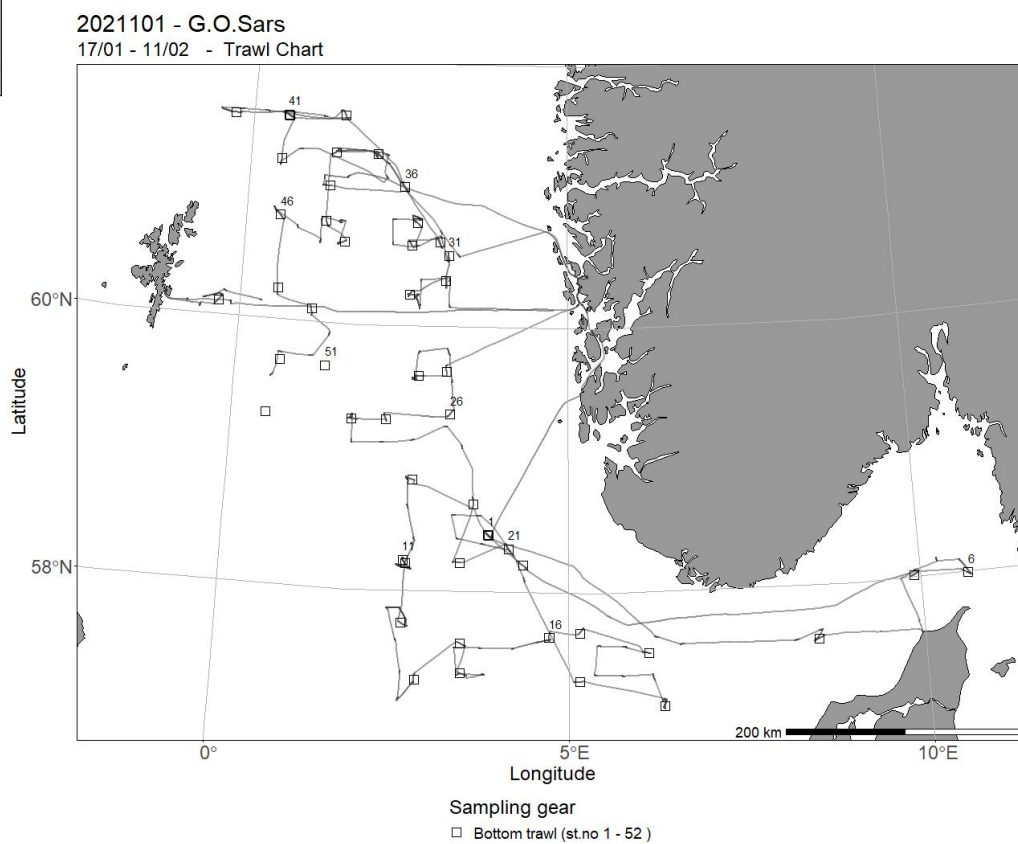 2021101 - G.O.Sars
17/01 - 11/02 - Trawl Chart
41
36
46
31
60°N
51
26
1
21
11
6
58°N
16
200 km
0°
5°E
10°E
Latitude
Longitude
Sampling gear
Bottom trawl (st.no 1 - 52 )